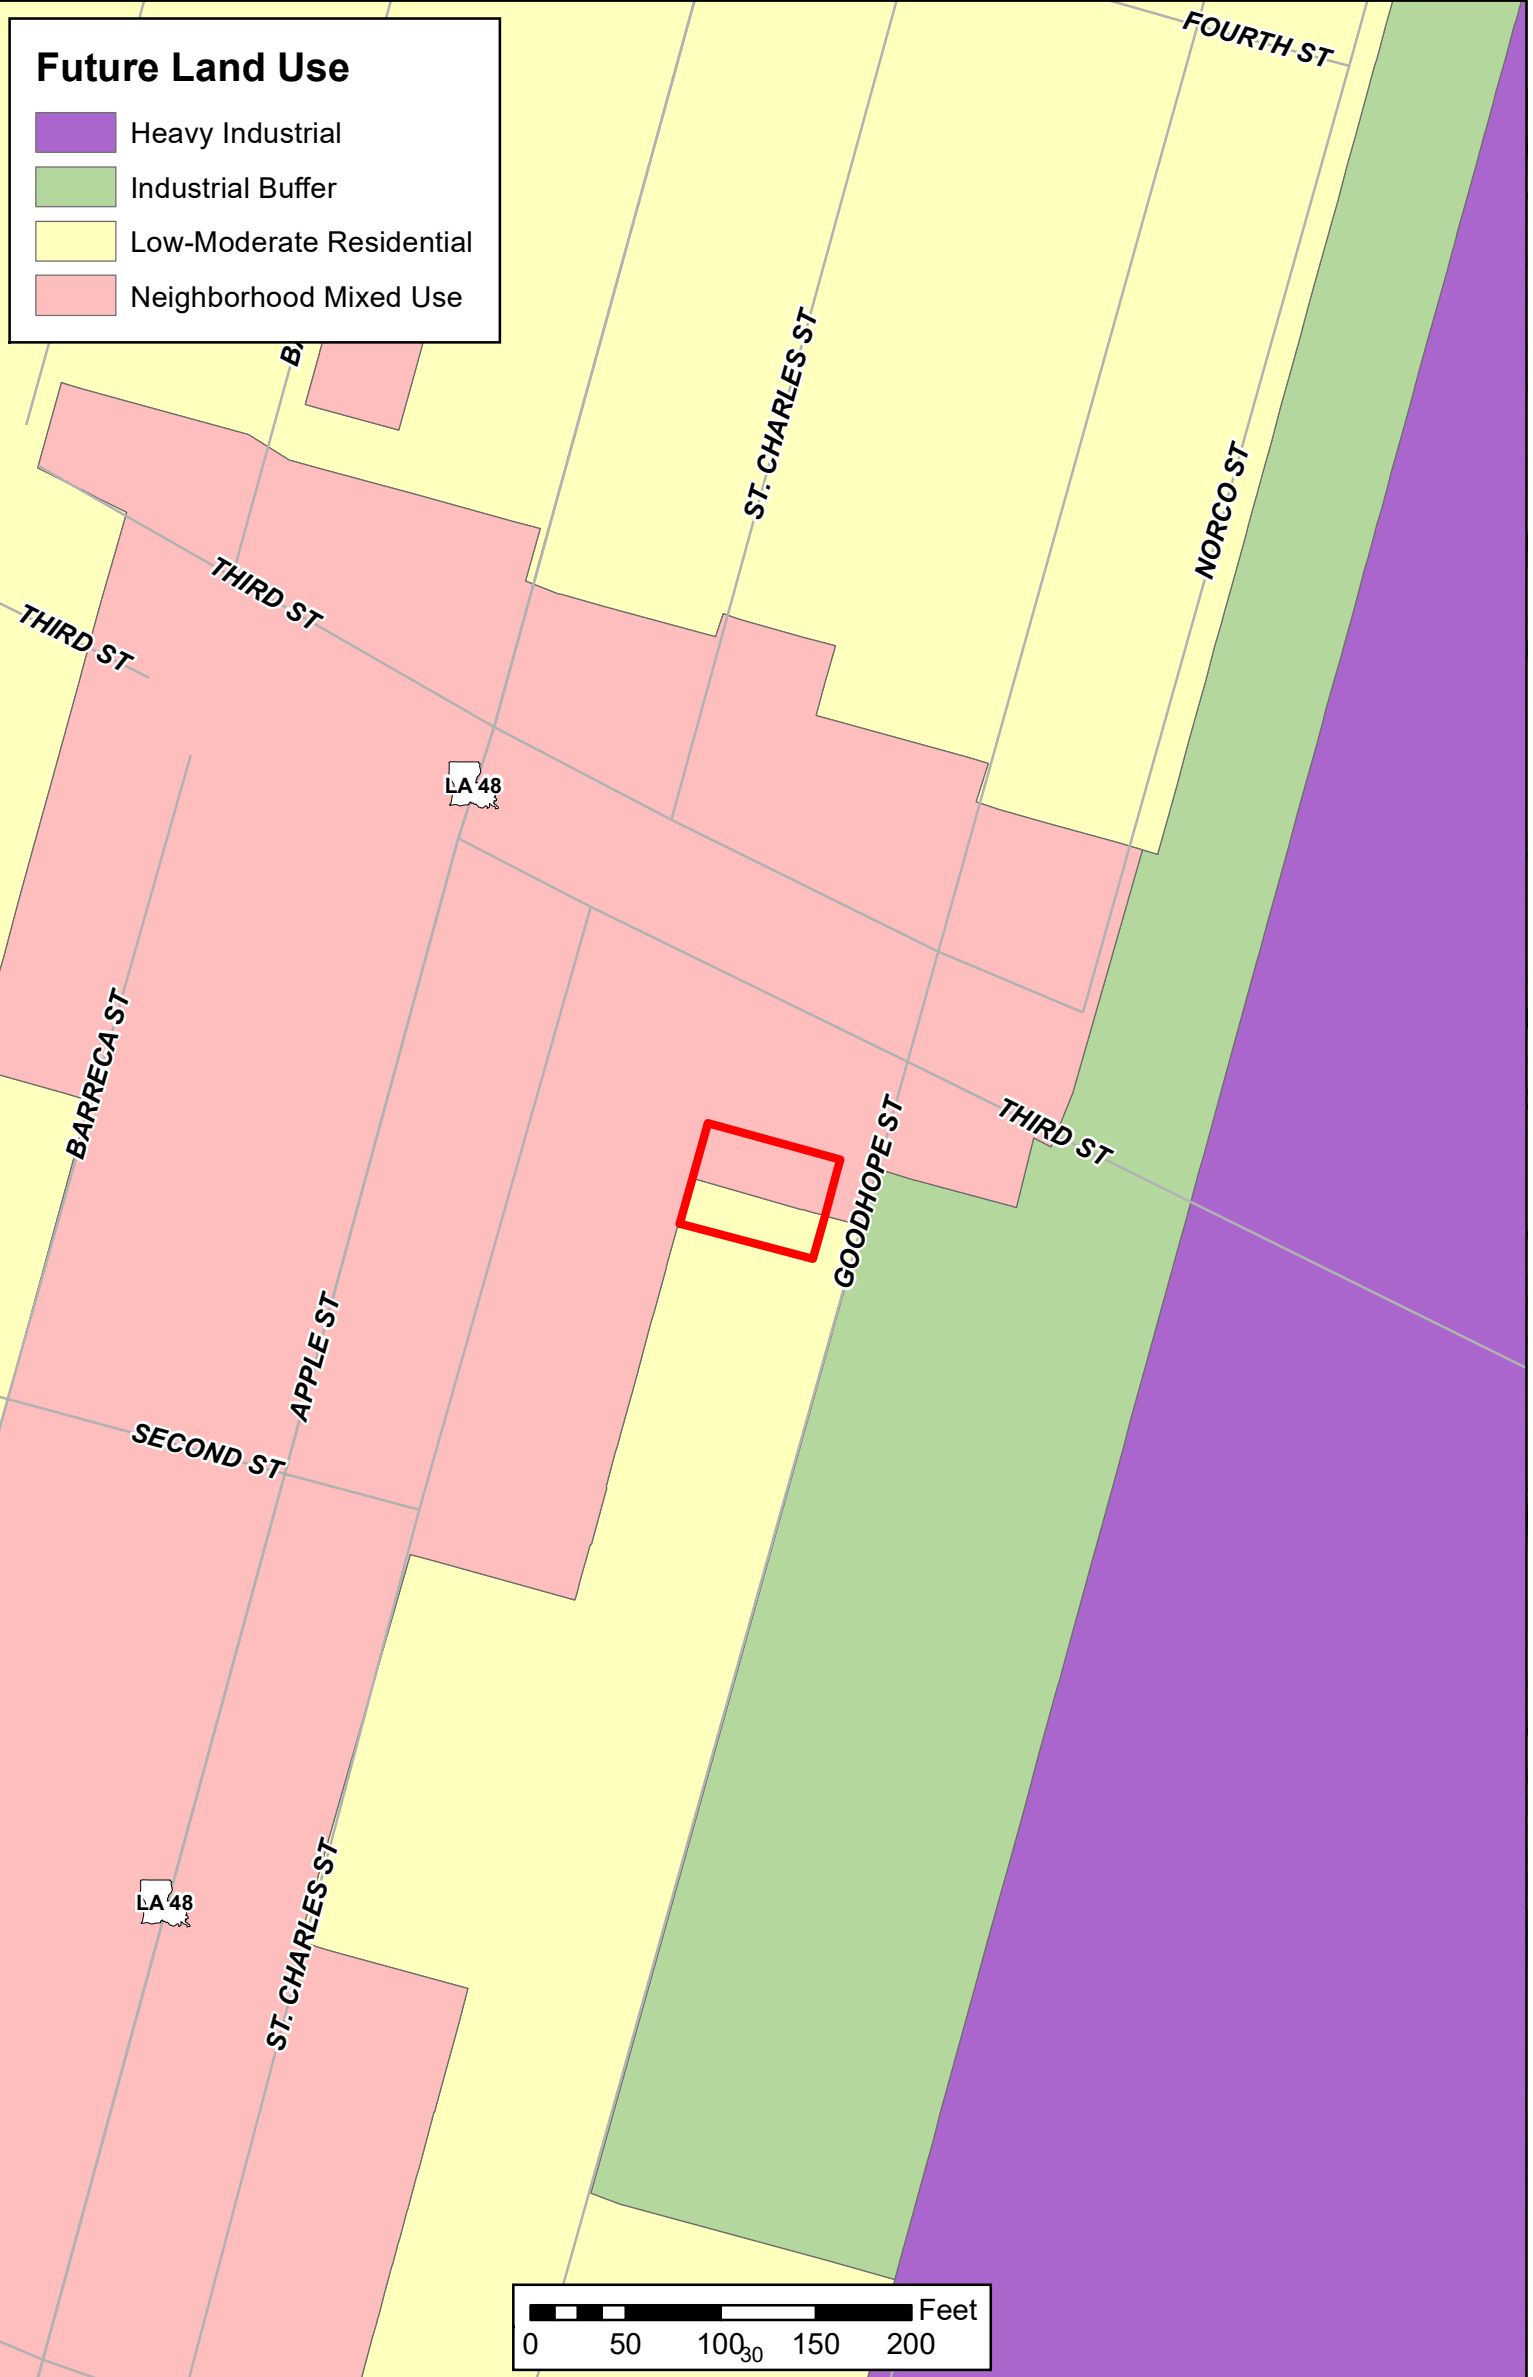 FOURTH ST
Future Land Use
Heavy Industrial
Industrial Buffer
Low-Moderate Residential
Neighborhood Mixed Use
ST. CHARLES ST
NORCO ST
THIRD ST
THIRD ST
LA 48
BARRECA ST
GOODHOPE ST
THIRD ST
APPLE ST
SECOND ST
ST. CHARLES ST
LA 48
Feet
0 50 100 150 200
30